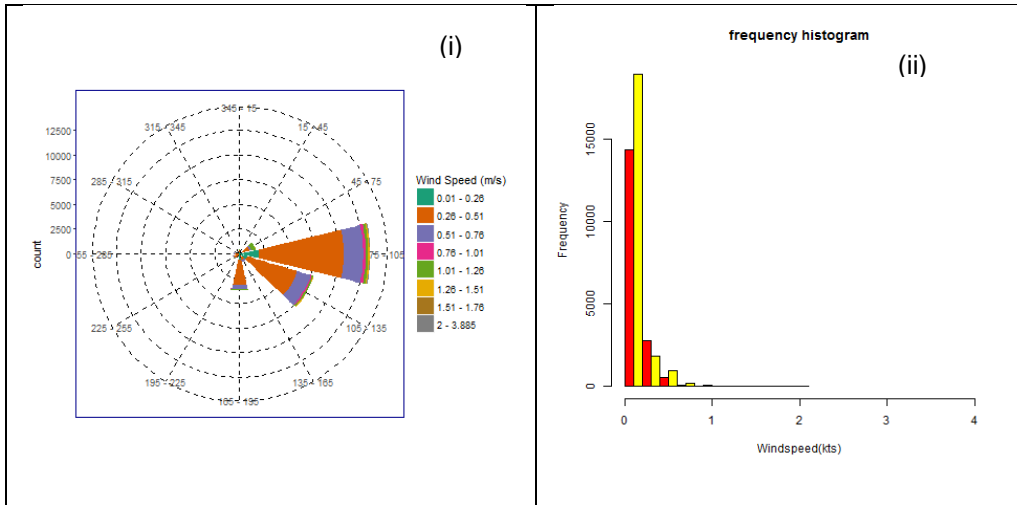 (i)
345 - 15
315 - 345
15 - 45
12500
10000
285 - 315
45 - 75
7500
5000
2500
0
55 - 285
75 - 105
count
225 - 255
105 - 135
195 - 225
135 - 165
165 - 195
Wind Speed (m/s)
0.01 - 0.26
0.26 - 0.51
0.51 - 0.76
0.76 - 1.01
1.01 - 1.26
1.26 - 1.51
1.51 - 1.76
2 - 3.885
frequency histogram
(ii)
Frequency
15000
10000
5000
0
0 1 2 3 4
Windspeed(kts)